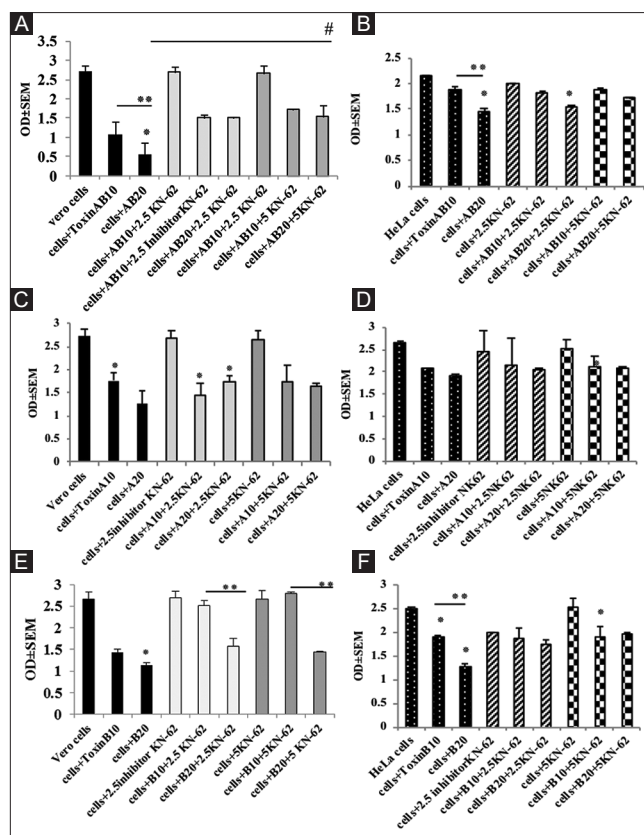 A
#
3.5
3
2.5
2
1.5
1
0.5
0
OD±SEM
**
*
vero cells
cells+ToxinAB10
cells+AB20
cells+AB10+2.5 KN-62
cells+AB10+2.5 InhibitorKN-62
cells+AB20+2.5 KN-62
cells+AB10+2.5 KN-62
cells+AB10+5 KN-62
cells+AB20+5KN-62
B
2.5
2
1.5
1
0.5
0
OD±SEM
**
*
*
HeLa cells
cells+ToxinAB10
cells+AB20
cells+2.5KN-62
cells+AB10+2.5KN-62
cells+AB20+2.5KN-62
cells+AB10+5KN-62
cells+AB20+5KN-62
C
3
2.5
2
1.5
1
0.5
0
OD±SEM
*
*
*
Vero cells
cells+ToxinA10
cells+A20
cells+2.5inhibitor KN-62
cells+A10+2.5KN-62
cells+A20+2.5KN-62
cells+5KN-62
cells+A10+5KN-62
cells+A20+5KN-62
D
3
2.5
2
1.5
1
0.5
0
OD±SEM
*
HeLa cells
cells+ToxinA10
cells+A20
cells+2.5inhibitor NK62
cells+A10+2.5NK62
cells+A20+2.5NK62
cells+5NK62
cells+A10+5NK62
cells+A20+5NK62
E
3
2.5
2
1.5
1
0.5
0
OD±SEM
*
**
**
Vero cells
cells+ToxinB10
cells+B20
cells+2.5inhibitor KN-62
cells+B10+2.5 KN-62
cells+B20+2.5KN-62
cells+5KN-62
cells+B10+5KN-62
cells+B20+5 KN-62
F
3
2.5
2
1.5
1
0.5
0
OD±SEM
**
*
*
*
HeLa cells
cells+ToxinB10
cells+B20
cells+2.5 inhibitorKN-62
cells+B10+2.5KN-62
cells+B20+2.5KN-62
cells+5KN-62
cells+B10+5KN-62
cells+B20+5KN-62